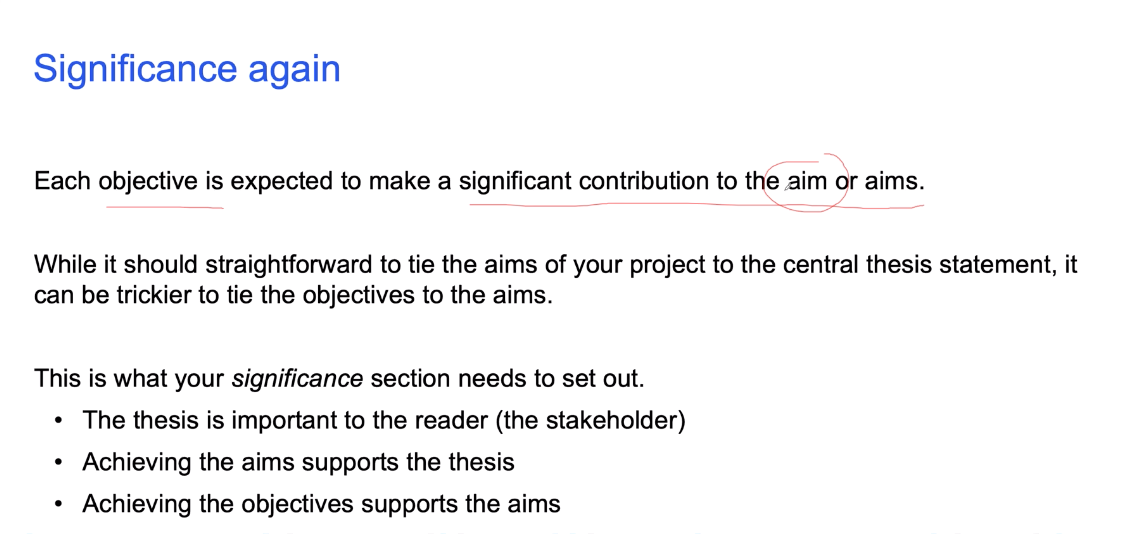 Significance again
Each objective is expected to make a significant contribution to the aim or aims.
While it should straightforward to tie the aims of your project to the central thesis statement, it
can be trickier to tie the objectives to the aims.
This is what your significance section needs to set out.
• The thesis is important to the reader (the stakeholder)
• Achieving the aims supports the thesis
• Achieving the objectives supports the aims